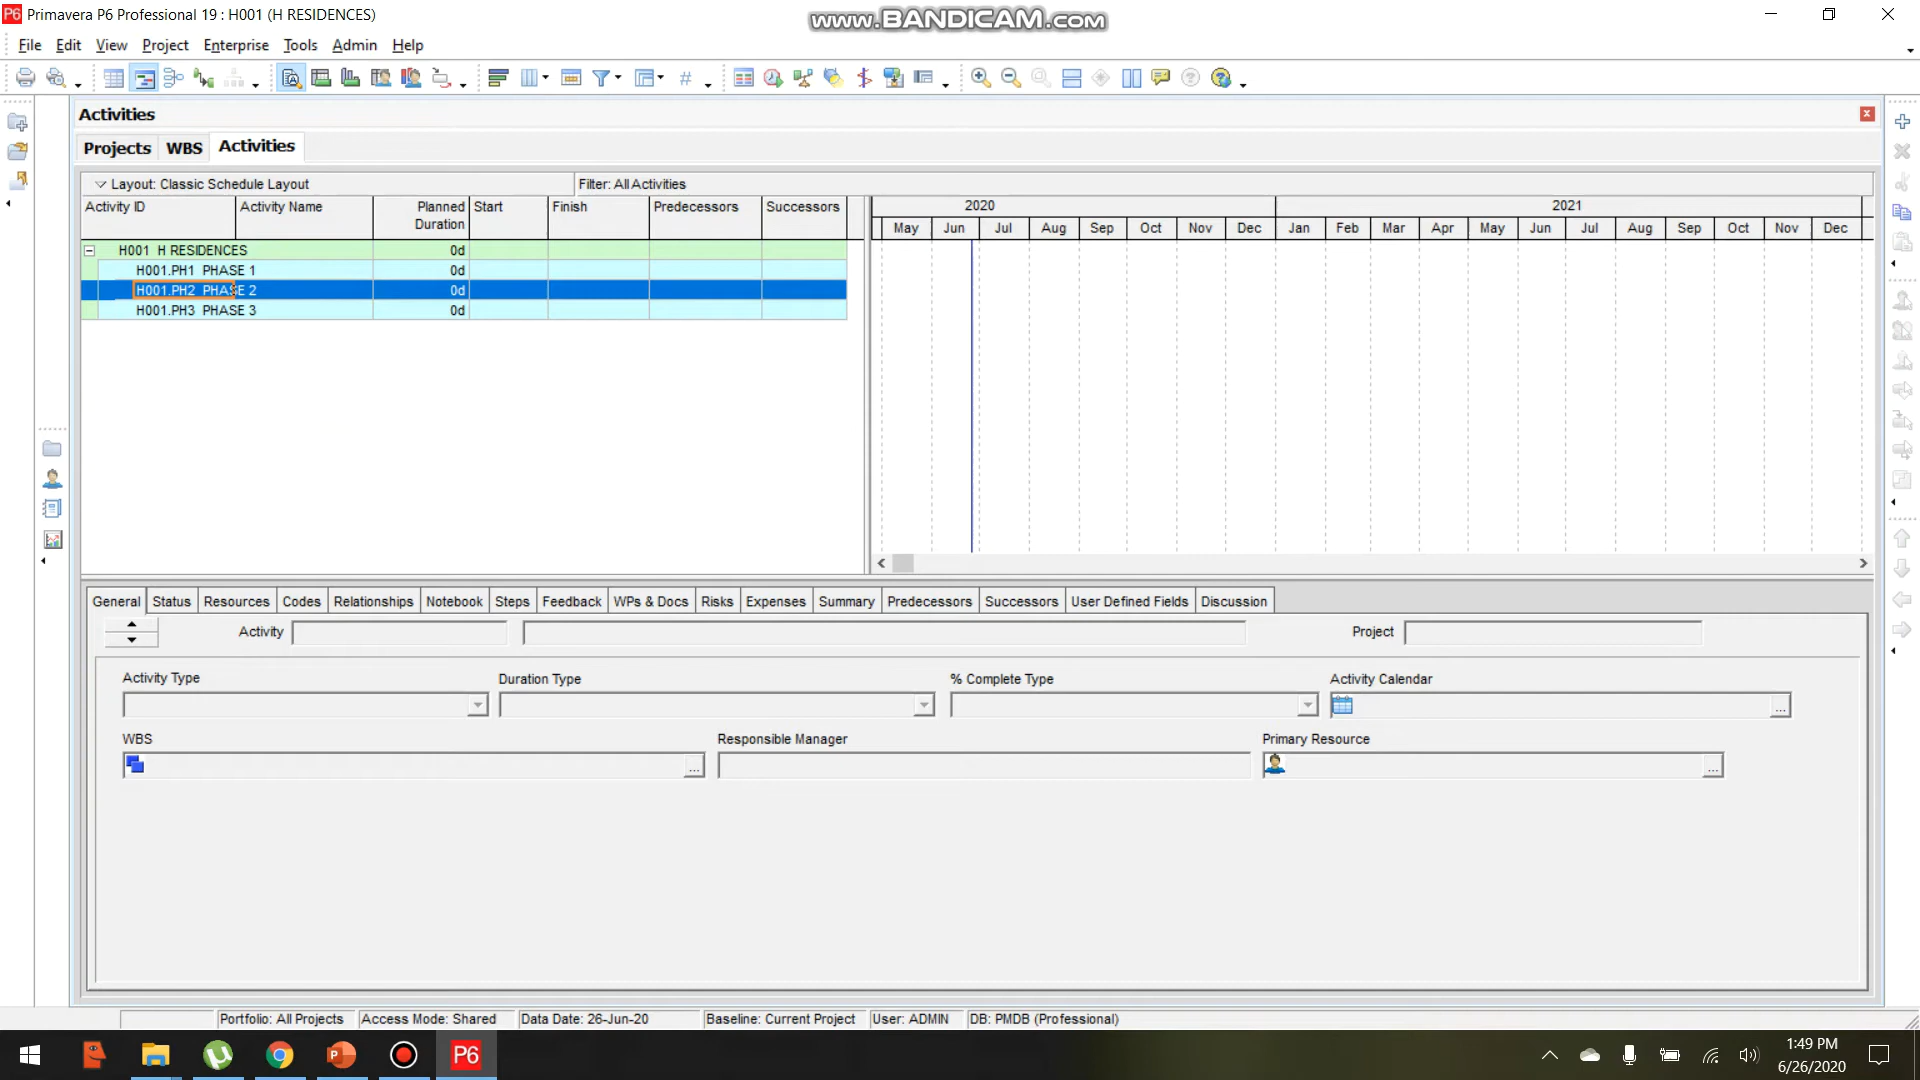 P6 Primavera P6 Professional 19 : H001 (H RESIDENCES)
www.BANDICAM.com
File Edit View Project Enterprise Tools Admin Help
Activities
Projects WBS Activities
Layout: Classic Schedule Layout Filter: All Activities
Activity ID Activity Name Planned Duration Start Finish Predecessors Successors
2020 2021
May Jun Jul Aug Sep Oct Nov Dec Jan Feb Mar Apr May Jun Jul Aug Sep Oct Nov Dec
H001 H RESIDENCES 0d
H001.PH1 PHASE 1 0d
H001.PH2 PHASE 2 0d
H001.PH3 PHASE 3 0d
General Status Resources Codes Relationships Notebook Steps Feedback WPs & Docs Risks Expenses Summary Predecessors Successors User Defined Fields Discussion
Activity Project
Activity Type Duration Type % Complete Type Activity Calendar
...
WBS Responsible Manager Primary Resource
... ...
Portfolio: All Projects Access Mode: Shared Data Date: 26-Jun-20 Baseline: Current Project User: ADMIN DB: PMDB (Professional)
P6
1:49 PM
6/26/2020